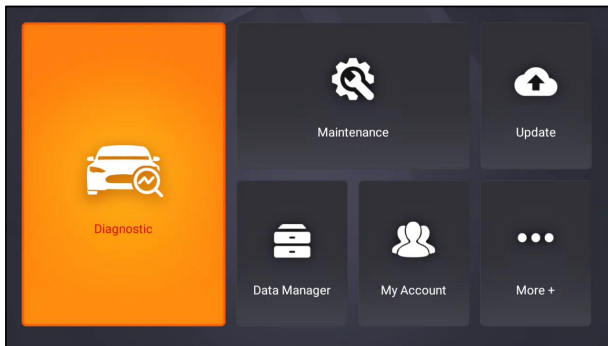 Diagnostic
Maintenance
Update
Data Manager
My Account
More +